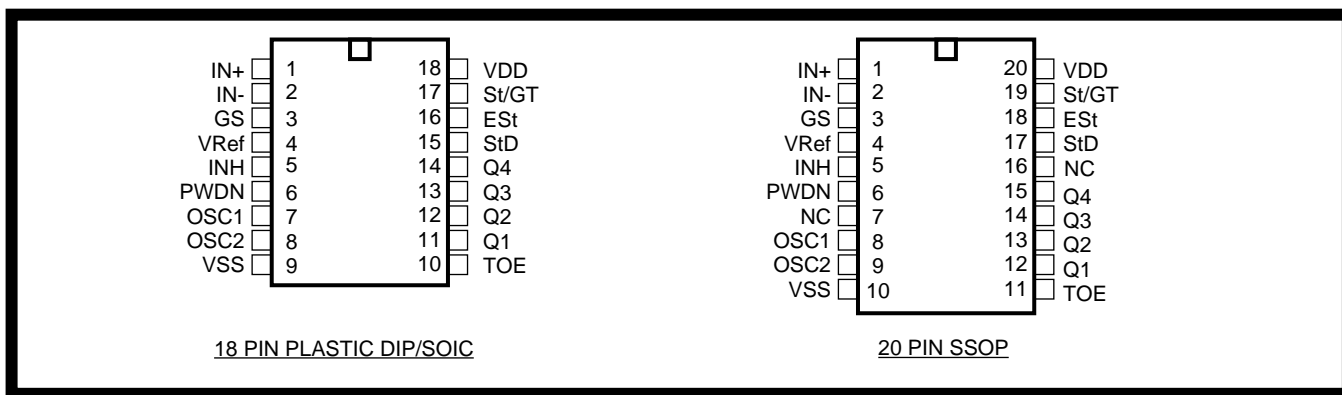 IN+ 1 18 VDD
IN- 2 17 St/GT
GS 3 16 ESt
VRef 4 15 StD
INH 5 14 Q4
PWDN 6 13 Q3
OSC1 7 12 Q2
OSC2 8 11 Q1
VSS 9 10 TOE
18 PIN PLASTIC DIP/SOIC
IN+ 1 20 VDD
IN- 2 19 St/GT
GS 3 18 ESt
VRef 4 17 StD
INH 5 16 NC
PWDN 6 15 Q4
NC 7 14 Q3
OSC1 8 13 Q2
OSC2 9 12 Q1
VSS 10 11 TOE
20 PIN SSOP